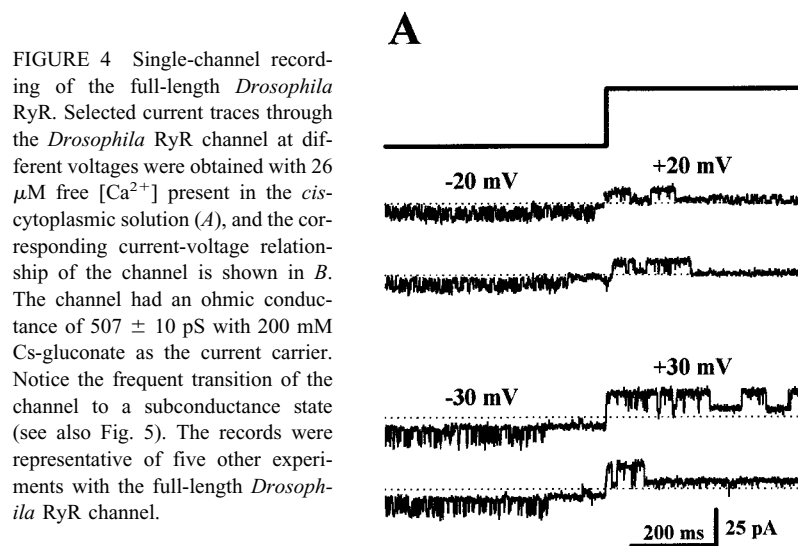 FIGURE 4 Single-channel record-
ing of the full-length Drosophila
RyR. Selected current traces through
the Drosophila RyR channel at dif-
ferent voltages were obtained with 26
μM free [Ca²⁺] present in the cis-
cytoplasmic solution (A), and the cor-
responding current-voltage relation-
ship of the channel is shown in B.
The channel had an ohmic conduc-
tance of 507 ± 10 pS with 200 mM
Cs-gluconate as the current carrier.
Notice the frequent transition of the
channel to a subconductance state
(see also Fig. 5). The records were
representative of five other experi-
ments with the full-length Drosoph-
ila RyR channel.
A
-20 mV
+20 mV
-30 mV
+30 mV
200 ms
25 pA